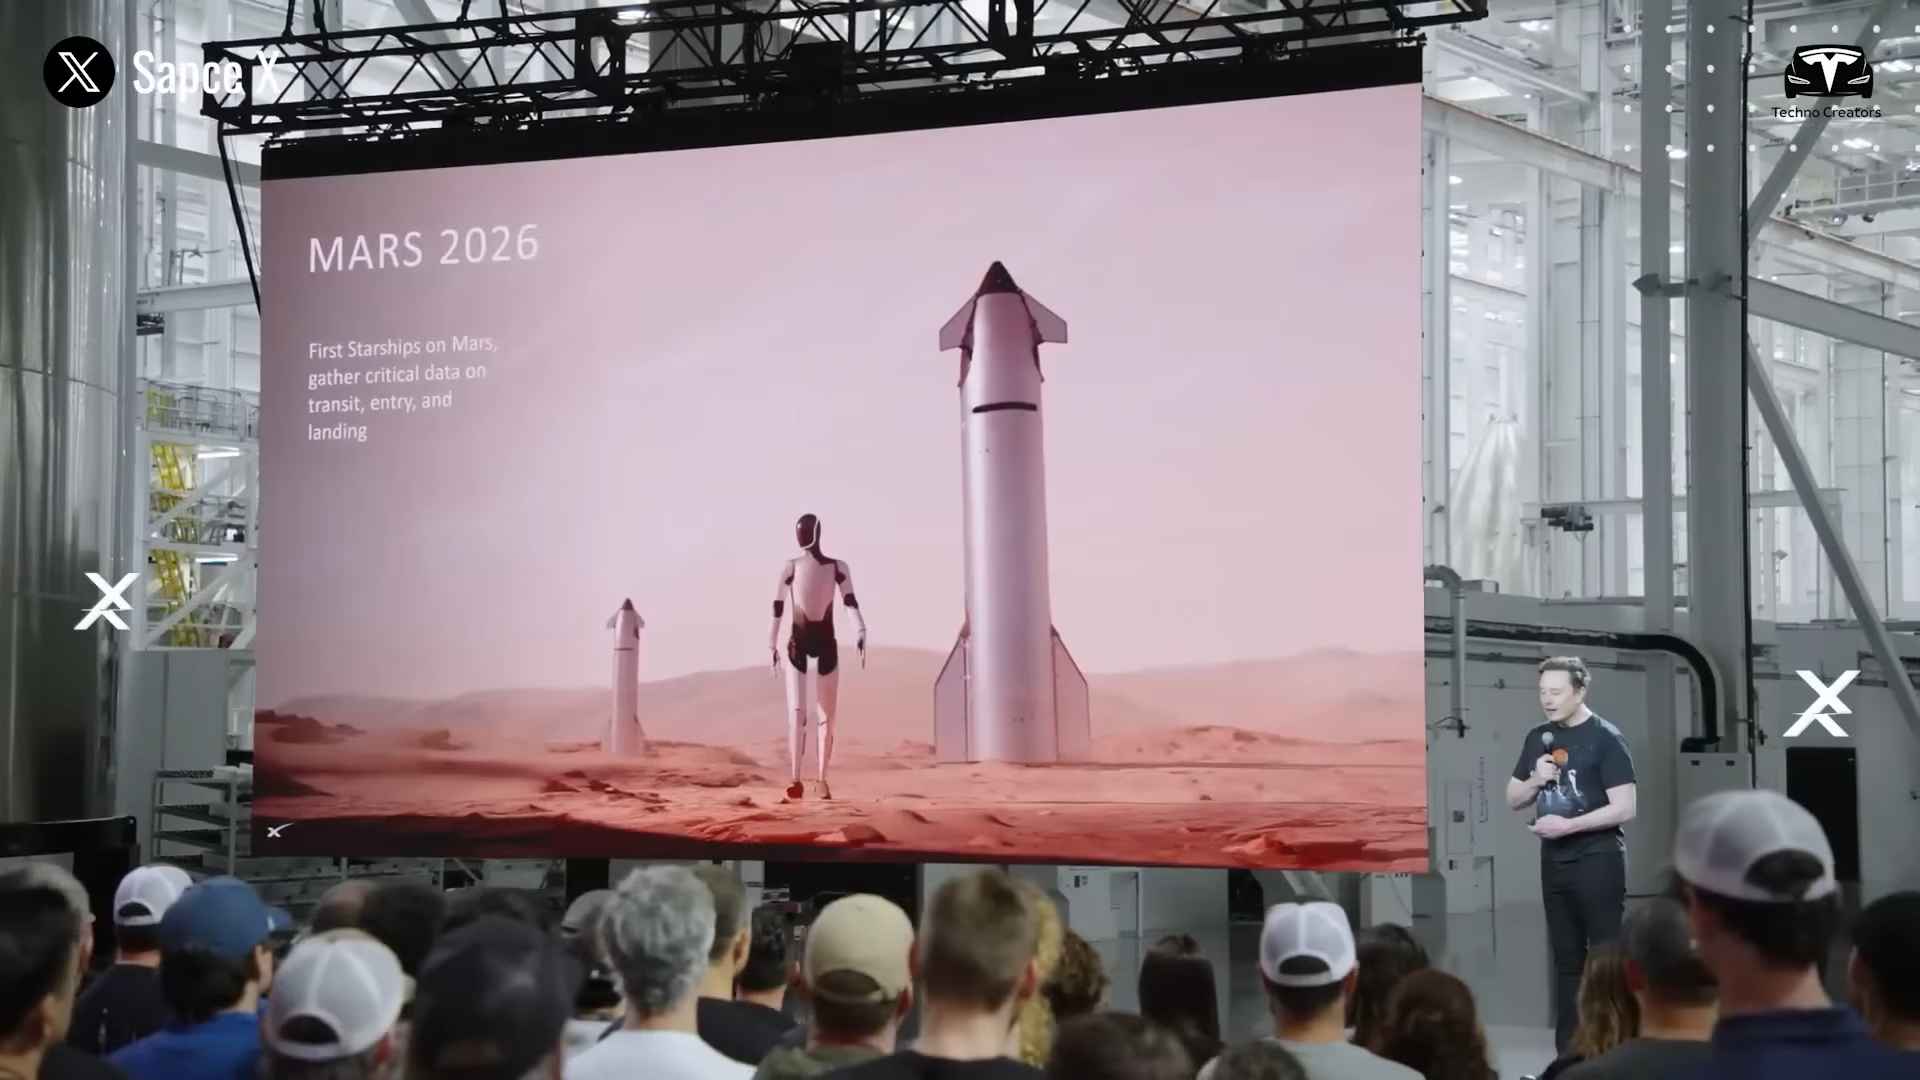 Sapce X
Techno Creators
MARS 2026
First Starships on Mars,
gather critical data on
transit, entry, and
landing